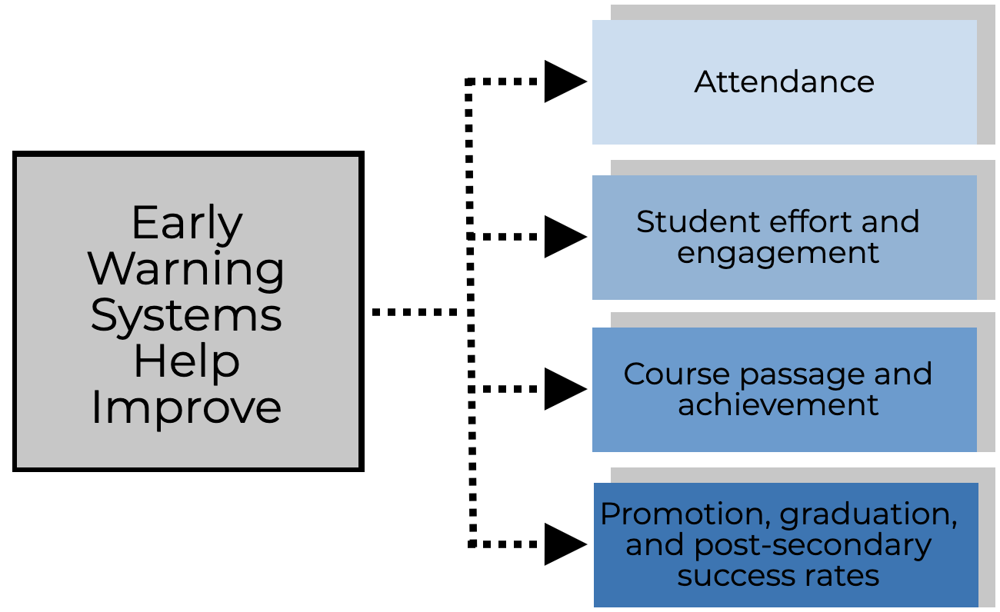 Early
Warning
Systems
Help
Improve
Attendance
Student effort and
engagement
Course passage and
achievement
Promotion, graduation,
and post-secondary
success rates